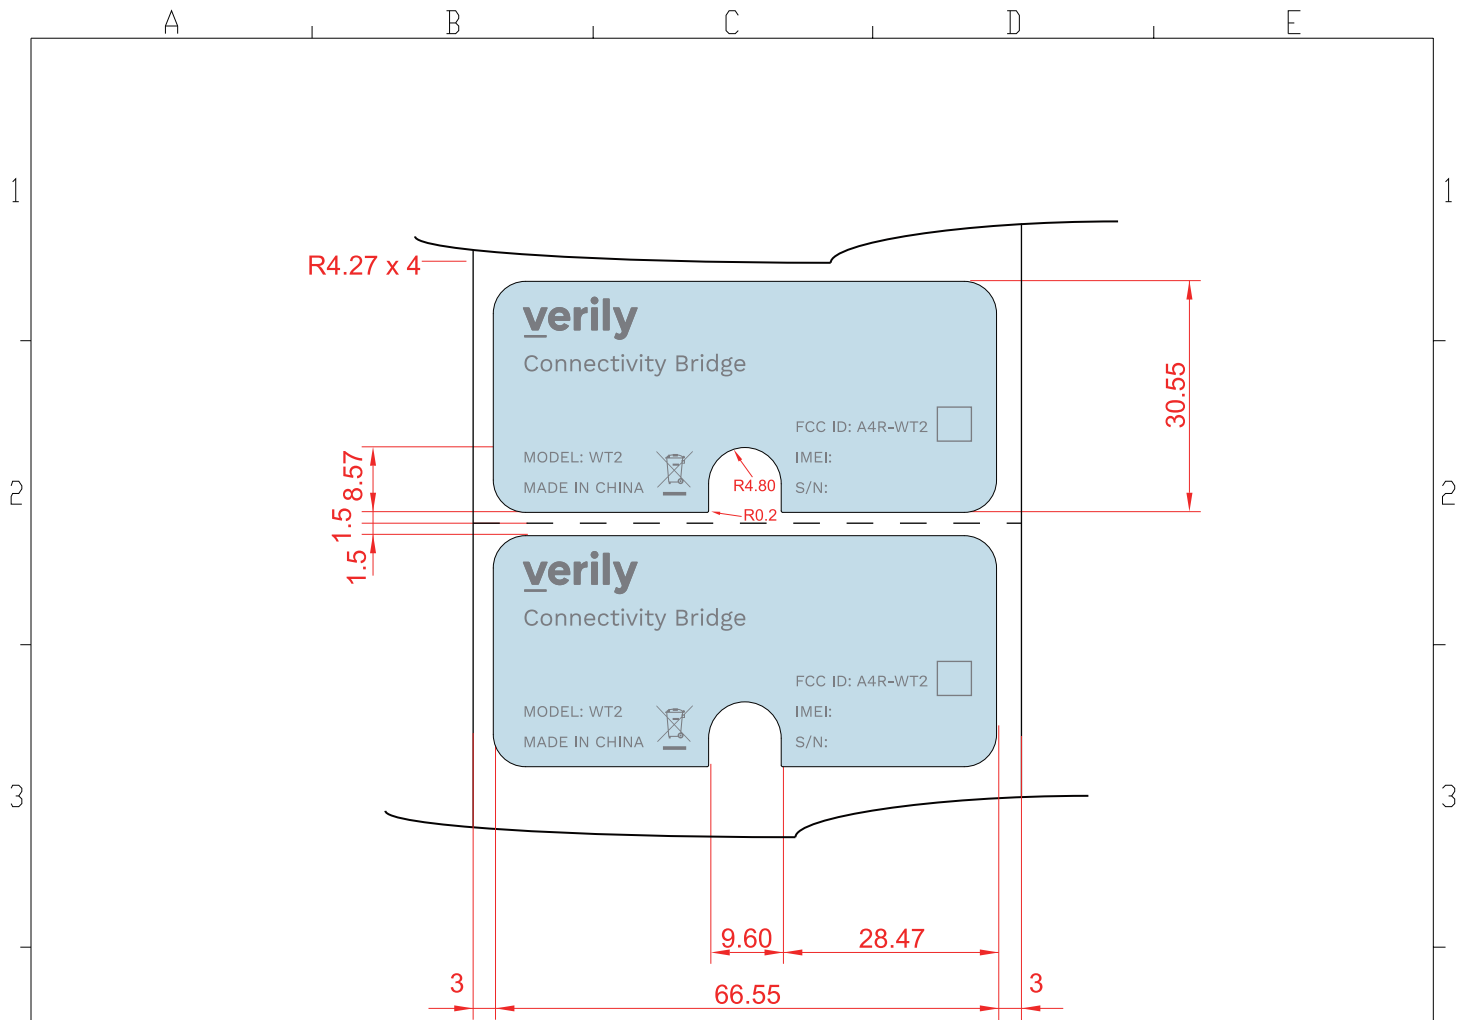 A B C D E
1 1
R4.27 x 4
verily
Connectivity Bridge
30.55
FCC ID: A4R-WT2
MODEL: WT2 IMEI:
MADE IN CHINA S/N:
8.57
R4.80
2 2
R0.2
1.5
1.5
verily
Connectivity Bridge
FCC ID: A4R-WT2
MODEL: WT2 IMEI:
MADE IN CHINA S/N:
3 3
9.60 28.47
3 66.55 3